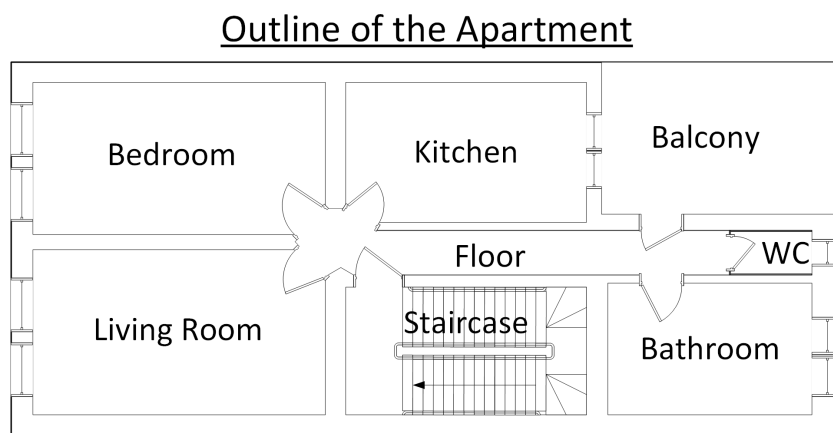 Outline of the Apartment
Bedroom
Kitchen
Balcony
Floor
WC
Living Room
Staircase
Bathroom